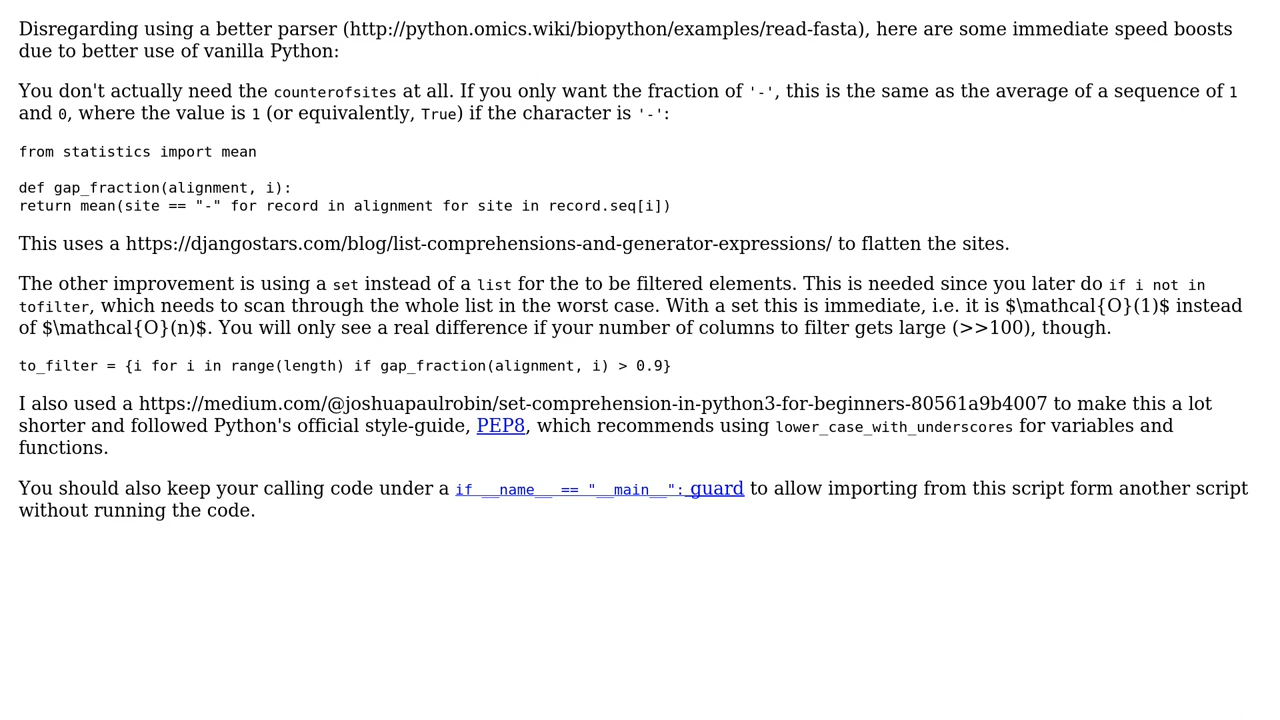 Disregarding using a better parser (http://python.omics.wiki/biopython/examples/read-fasta), here are some immediate speed boosts
due to better use of vanilla Python:
You don't actually need the counterofsites at all. If you only want the fraction of '-', this is the same as the average of a sequence of 1
and 0, where the value is 1 (or equivalently, True) if the character is '-':
from statistics import mean
def gap_fraction(alignment, i):
return mean(site == "-" for record in alignment for site in record.seq[i])
This uses a https://djangostars.com/blog/list-comprehensions-and-generator-expressions/ to flatten the sites.
The other improvement is using a set instead of a list for the to be filtered elements. This is needed since you later do if i not in
tofilter, which needs to scan through the whole list in the worst case. With a set this is immediate, i.e. it is $\mathcal{O}(1)$ instead
of $\mathcal{O}(n)$. You will only see a real difference if your number of columns to filter gets large (>>100), though.
to_filter = {i for i in range(length) if gap_fraction(alignment, i) > 0.9}
I also used a https://medium.com/@joshuapaulrobin/set-comprehension-in-python3-for-beginners-80561a9b4007 to make this a lot
shorter and followed Python's official style-guide, PEP8, which recommends using lower_case_with_underscores for variables and
functions.
You should also keep your calling code under a if __name__ == "__main__": guard to allow importing from this script form another script
without running the code.